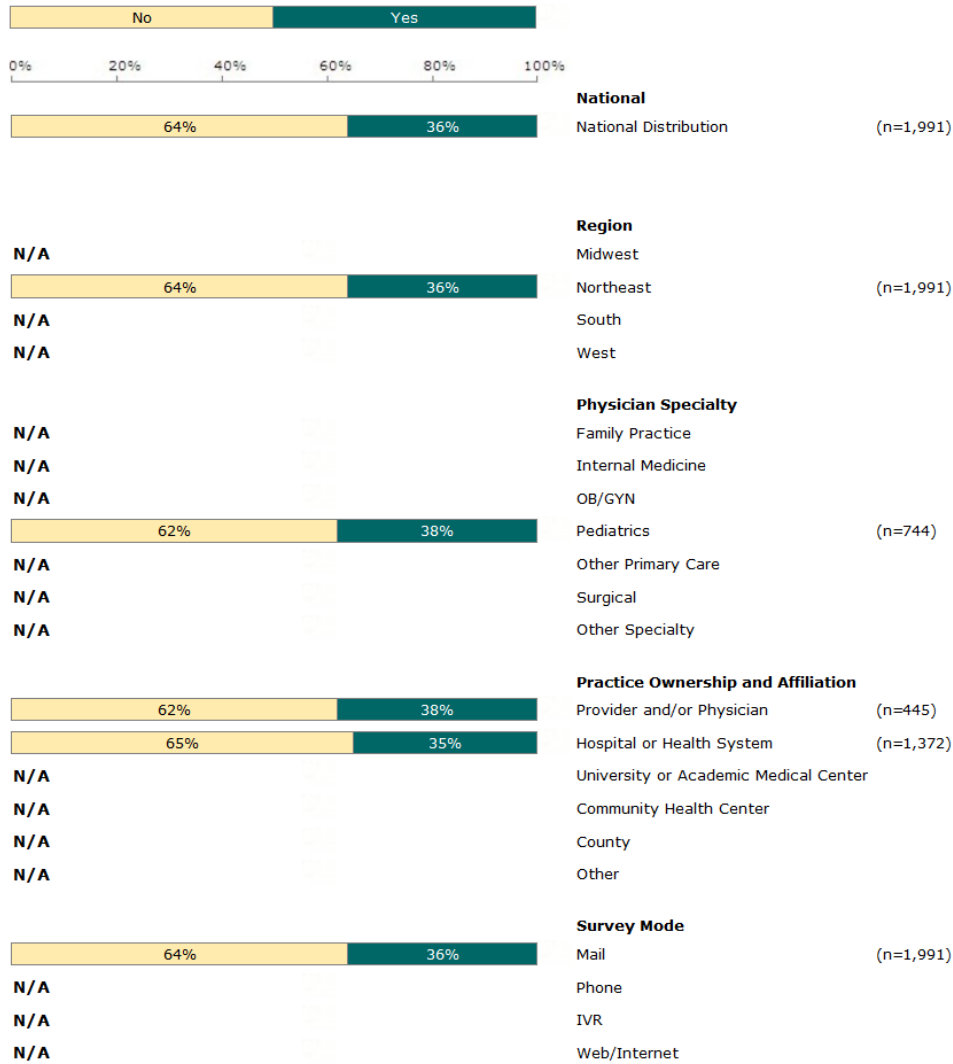 No Yes
0% 20% 40% 60% 80% 100%
National
64% 36% National Distribution (n=1,991)
Region
N/A Midwest
64% 36% Northeast (n=1,991)
N/A South
N/A West
Physician Specialty
N/A Family Practice
N/A Internal Medicine
N/A OB/GYN
62% 38% Pediatrics (n=744)
N/A Other Primary Care
N/A Surgical
N/A Other Specialty
Practice Ownership and Affiliation
62% 38% Provider and/or Physician (n=445)
65% 35% Hospital or Health System (n=1,372)
N/A University or Academic Medical Center
N/A Community Health Center
N/A County
N/A Other
Survey Mode
64% 36% Mail (n=1,991)
N/A Phone
N/A IVR
N/A Web/Internet